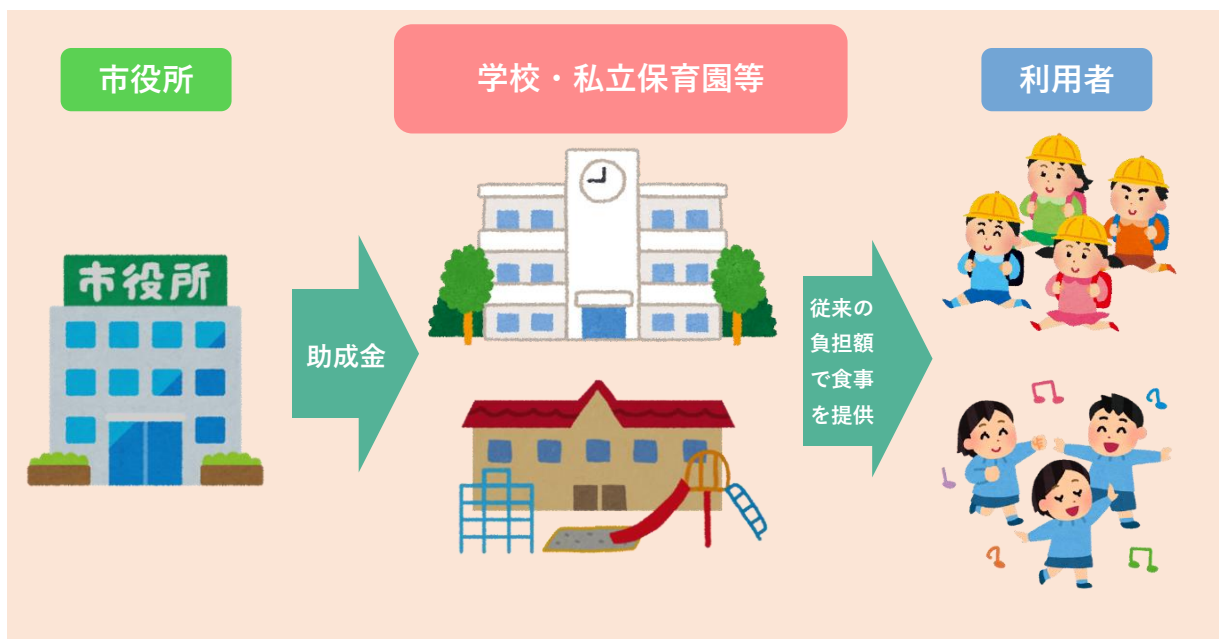 市役所
学校・私立保育園等
利用者
市役所
助成金
従来の
負担額
で食事
を提供